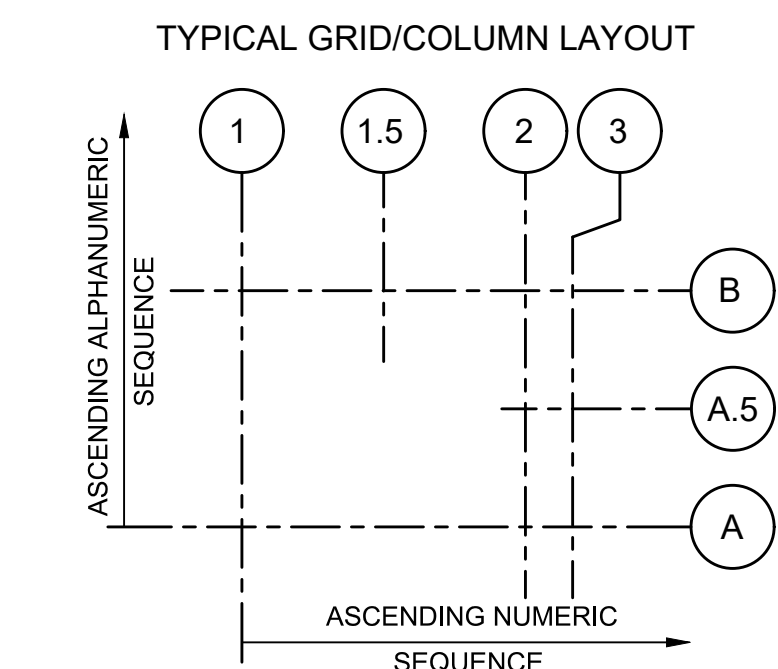 TYPICAL GRID/COLUMN LAYOUT
1
1.5
2
3
ASCENDING ALPHANUMERIC
SEQUENCE
B
A.5
A
ASCENDING NUMERIC
SEQUENCE